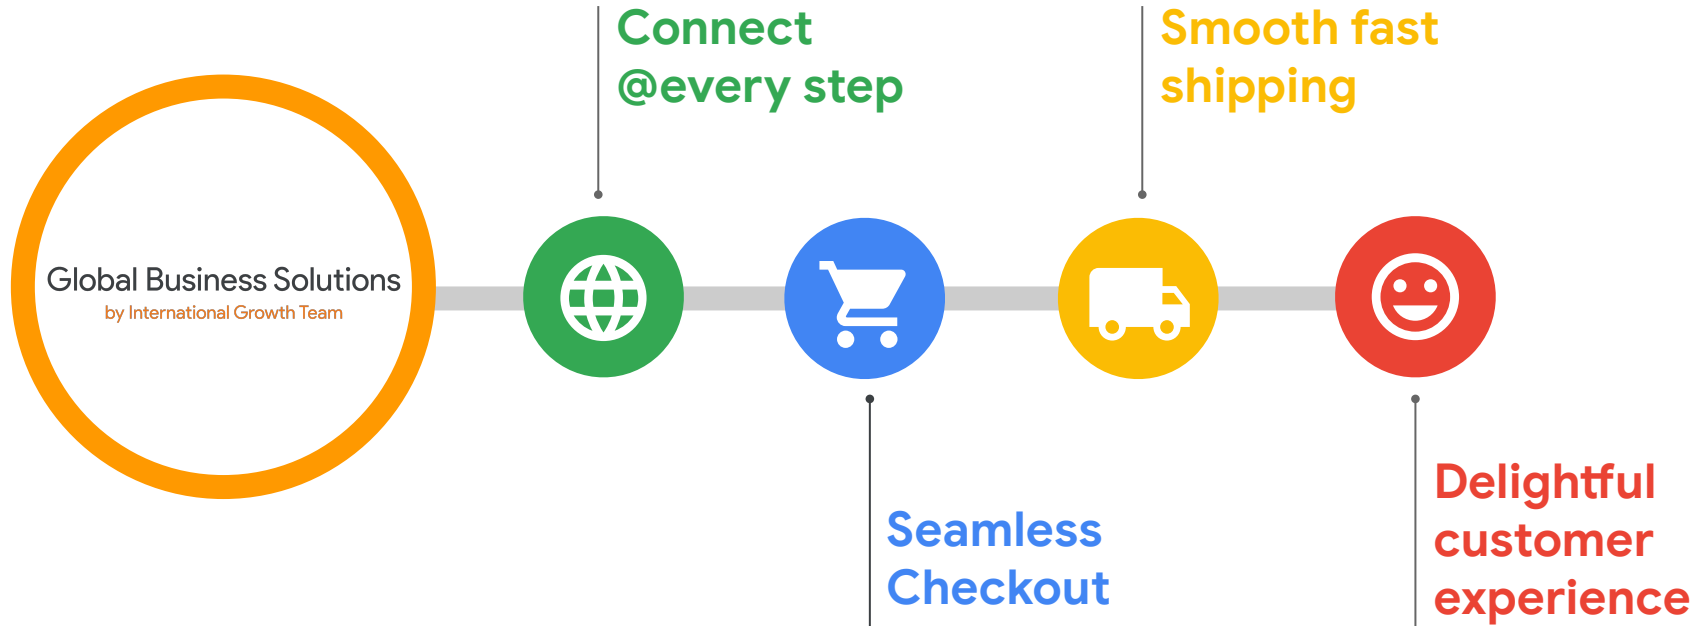 Global Business Solutions
by International Growth Team
Connect
@every step
Seamless
Checkout
Smooth fast
shipping
Delightful
customer
experience